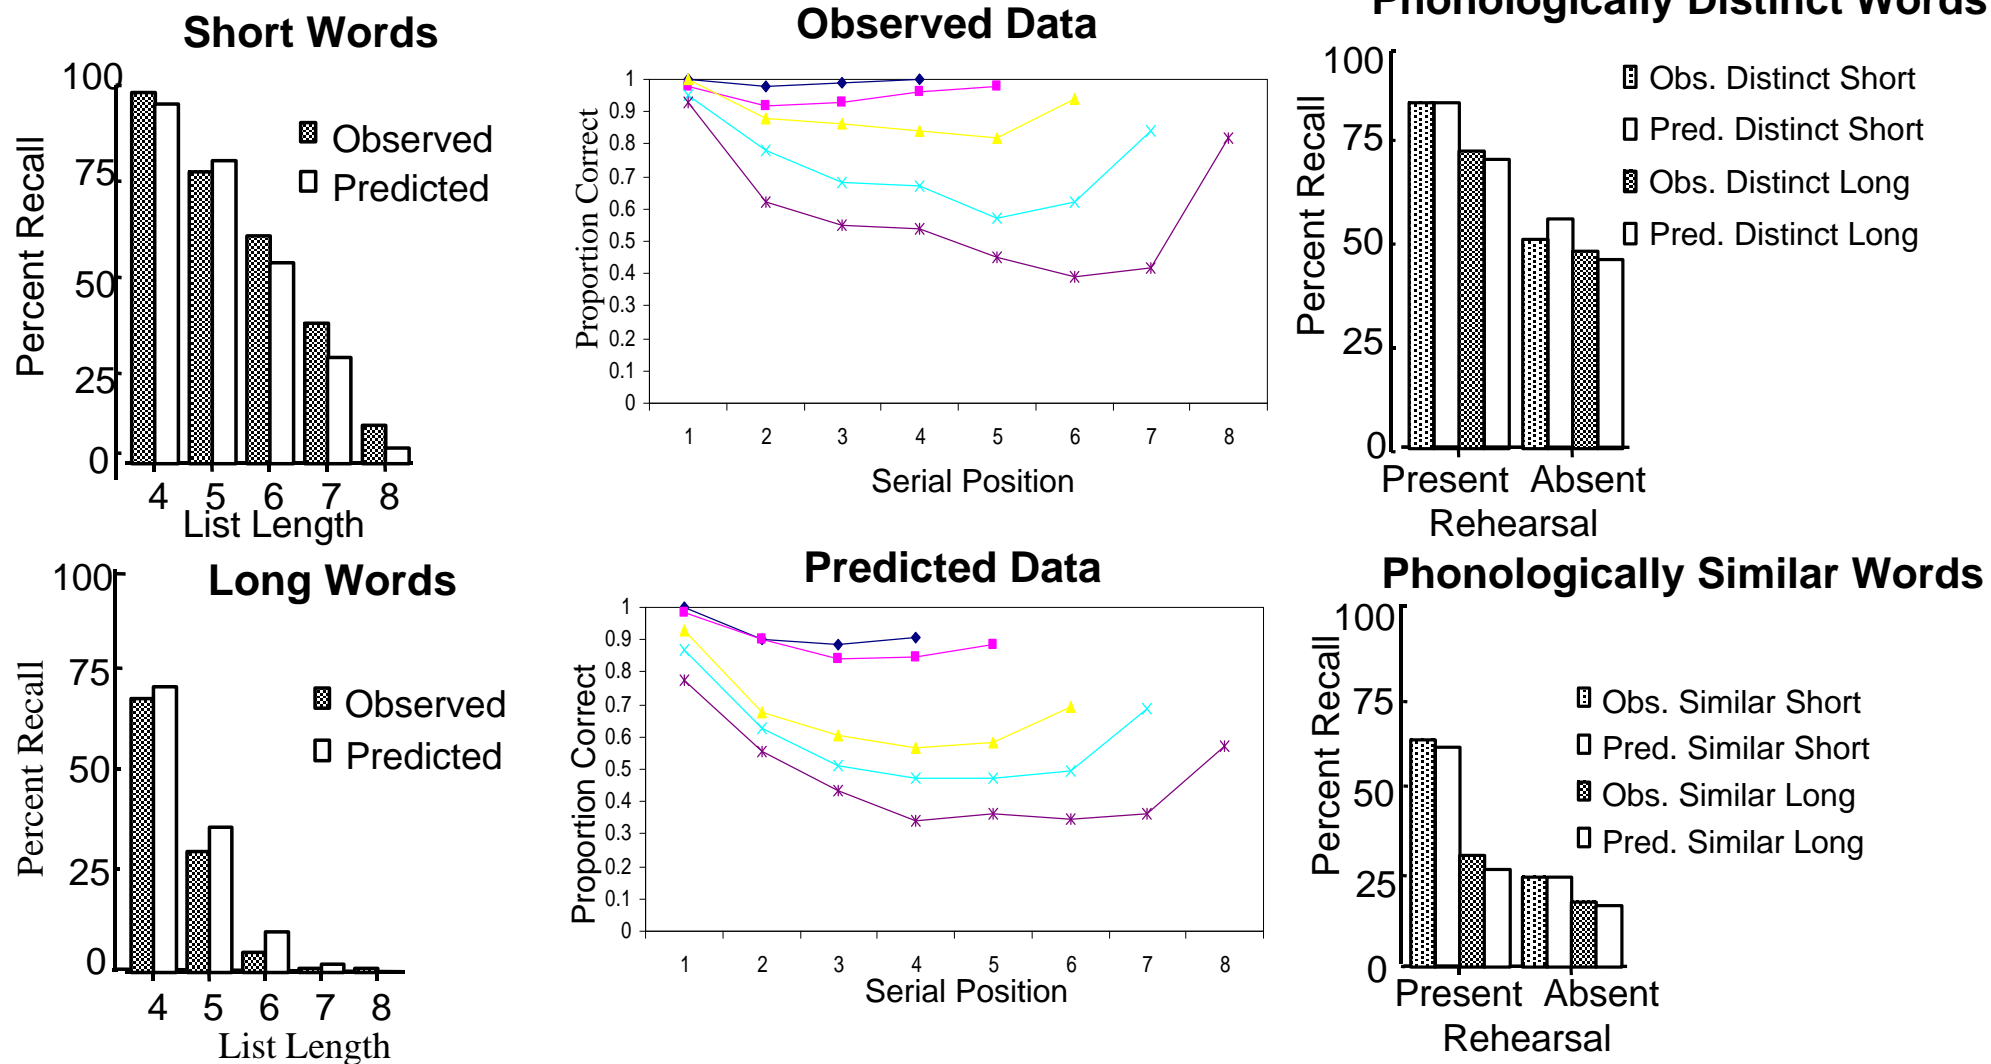 Short Words
100
75
50
25
0
Percent Recall
Observed
Predicted
4 5 6 7 8
List Length
Observed Data
1
0.9
0.8
0.7
0.6
0.5
0.4
0.3
0.2
0.1
0
Proportion Correct
1 2 3 4 5 6 7 8
Serial Position
Phonologically Distinct Words
100
75
50
25
0
Percent Recall
Obs. Distinct Short
Pred. Distinct Short
Obs. Distinct Long
Pred. Distinct Long
Present Absent
Rehearsal
Long Words
100
75
50
25
0
Percent Recall
Observed
Predicted
4 5 6 7 8
List Length
Predicted Data
1
0.9
0.8
0.7
0.6
0.5
0.4
0.3
0.2
0.1
0
Proportion Correct
1 2 3 4 5 6 7 8
Serial Position
Phonologically Similar Words
100
75
50
25
0
Percent Recall
Obs. Similar Short
Pred. Similar Short
Obs. Similar Long
Pred. Similar Long
Present Absent
Rehearsal